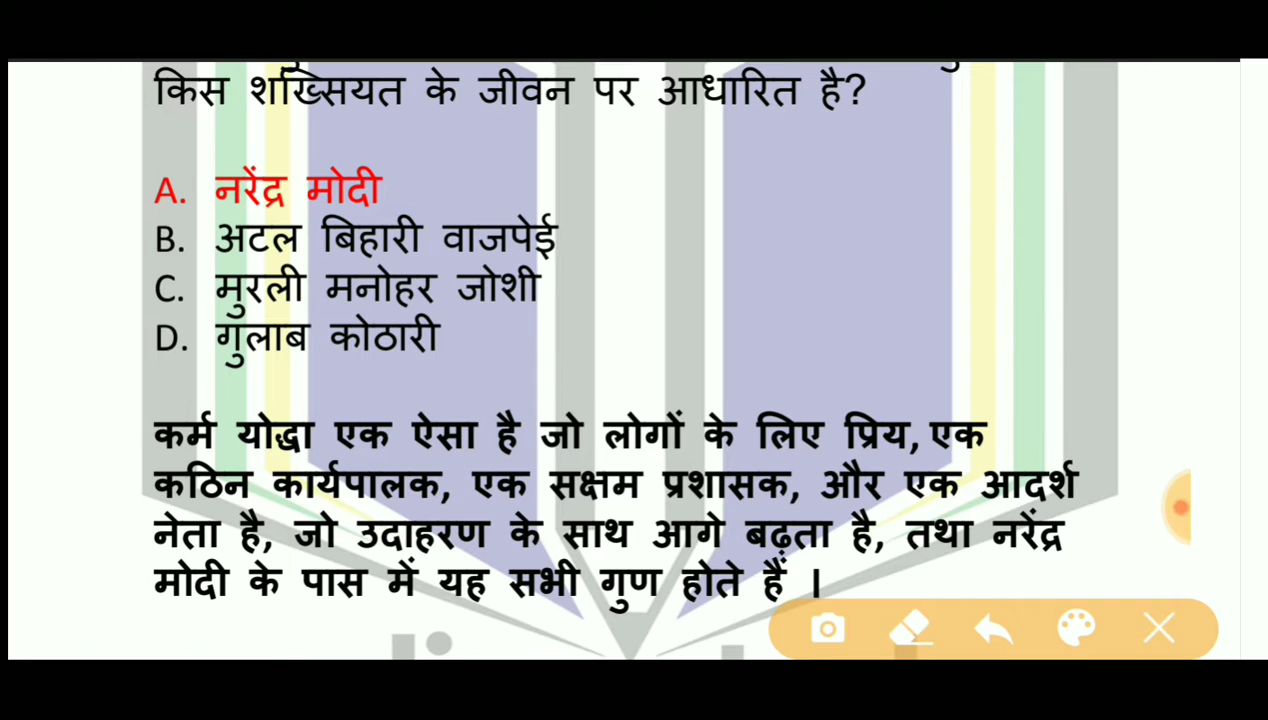 किस शख्सियत के जीवन पर आधारित है?
A. नरेंद्र मोदी
B. अटल बिहारी वाजपेई
C. मुरली मनोहर जोशी
D. गुलाब कोठारी
कर्म योद्धा एक ऐसा है जो लोगों के लिए प्रिय, एक
कठिन कार्यपालक, एक सक्षम प्रशासक, और एक आदर्श
नेता है, जो उदाहरण के साथ आगे बढ़ता है, तथा नरेंद्र
मोदी के पास में यह सभी गुण होते हैं ।